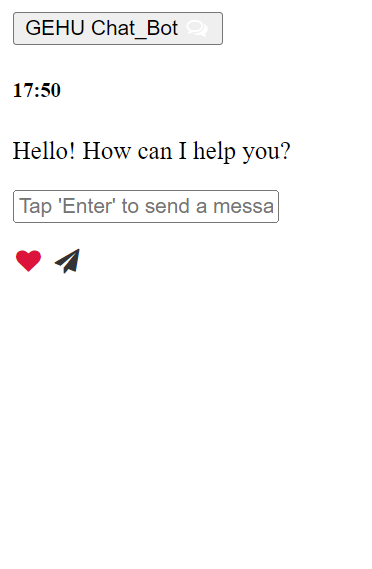 GEHU Chat_Bot
17:50
Hello! How can I help you?
Tap 'Enter' to send a messa